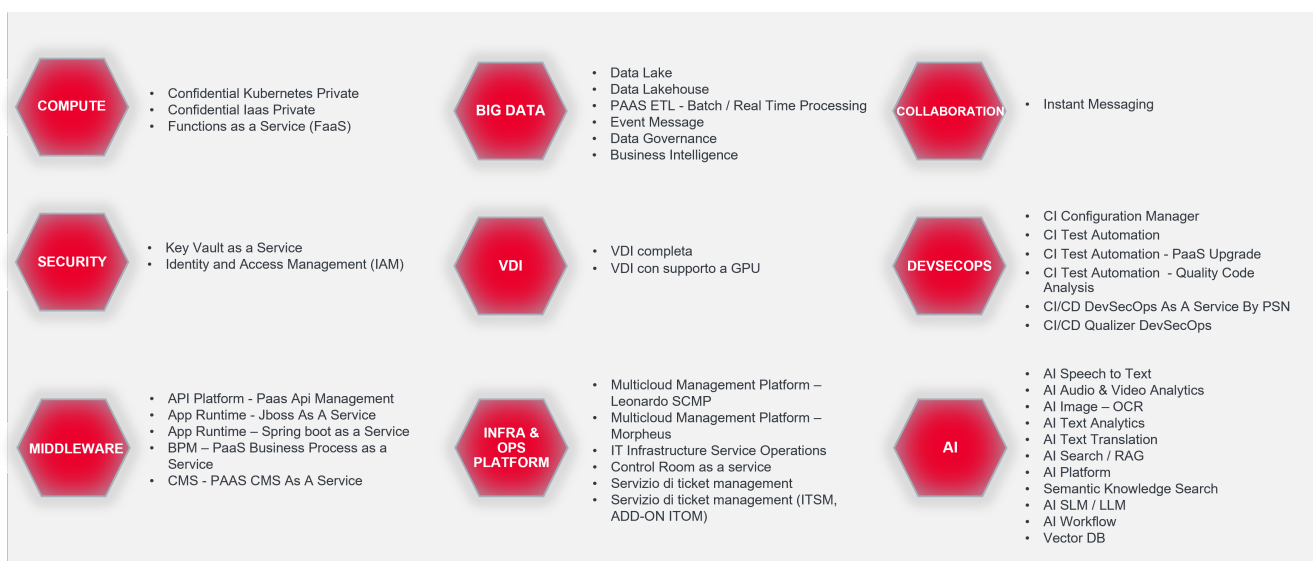 COMPUTE
• Confidential Kubernetes Private
• Confidential Iaas Private
• Functions as a Service (FaaS)
BIG DATA
• Data Lake
• Data Lakehouse
• PAAS ETL - Batch / Real Time Processing
• Event Message
• Data Governance
• Business Intelligence
COLLABORATION
• Instant Messaging
SECURITY
• Key Vault as a Service
• Identity and Access Management (IAM)
VDI
• VDI completa
• VDI con supporto a GPU
DEVSECOPS
• CI Configuration Manager
• CI Test Automation
• CI Test Automation - PaaS Upgrade
• CI Test Automation - Quality Code
Analysis
• CI/CD DevSecOps As A Service By PSN
• CI/CD Qualizer DevSecOps
MIDDLEWARE
• API Platform - Paas Api Management
• App Runtime - Jboss As A Service
• App Runtime – Spring boot as a Service
• BPM – PaaS Business Process as a
Service
• CMS - PAAS CMS As A Service
INFRA &
OPS
PLATFORM
• Multicloud Management Platform –
Leonardo SCMP
• Multicloud Management Platform –
Morpheus
• IT Infrastructure Service Operations
• Control Room as a service
• Servizio di ticket management
• Servizio di ticket management (ITSM,
ADD-ON ITOM)
AI
• AI Speech to Text
• AI Audio & Video Analytics
• AI Image – OCR
• AI Text Analytics
• AI Text Translation
• AI Search / RAG
• AI Platform
• Semantic Knowledge Search
• AI SLM / LLM
• AI Workflow
• Vector DB